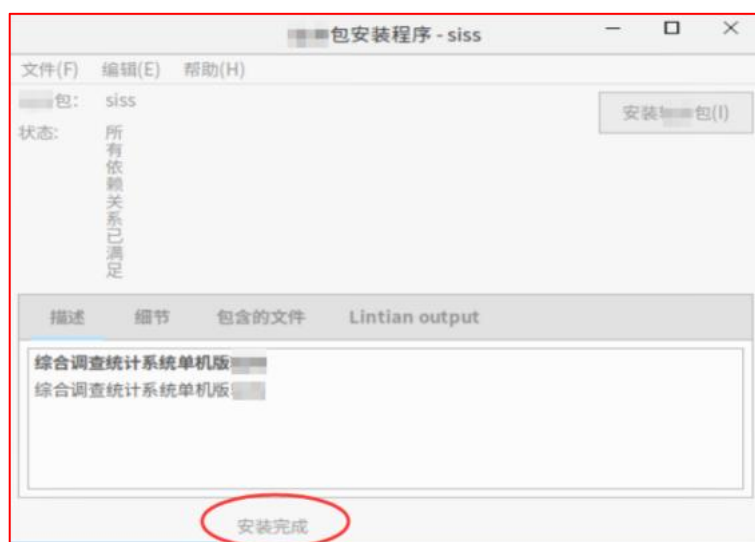 包安装程序 - siss
文件(F) 编辑(E) 帮助(H)
包: siss
安装 包(I)
状态: 所有依赖关系已满足
描述 细节 包含的文件 Lintian output
综合调查统计系统单机版
综合调查统计系统单机版
安装完成